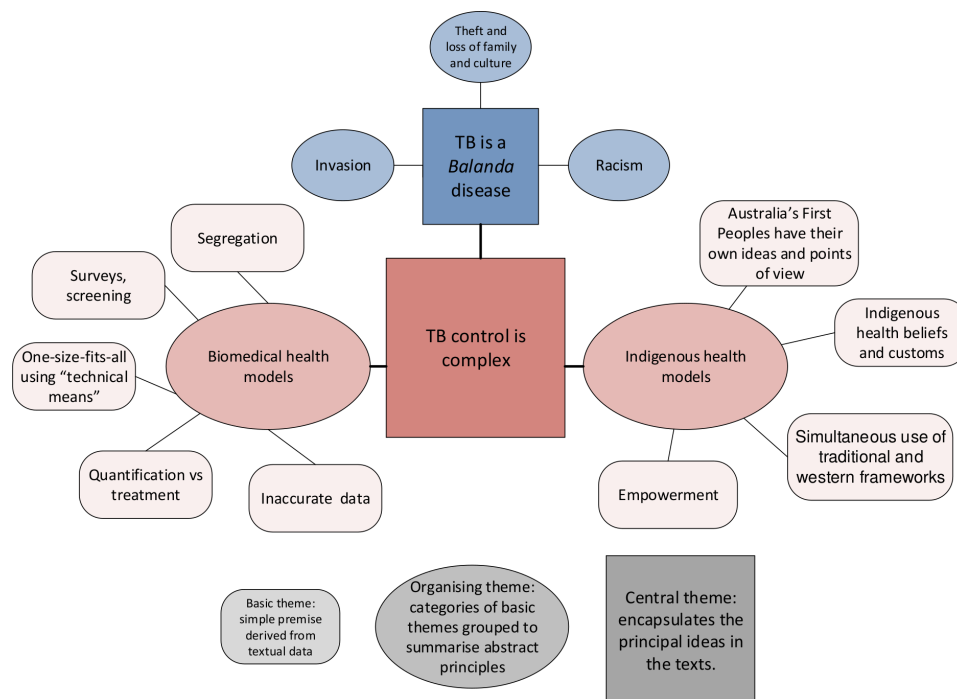 Theft and
loss of family
and culture
TB is a
Balanda
disease
Invasion
Racism
Segregation
Australia’s First
Peoples have their
own ideas and points
of view
Surveys,
screening
Indigenous
health beliefs
and customs
TB control is
complex
Biomedical health
models
Indigenous health
models
One-size-fits-all
using “technical
means”
Simultaneous use of
traditional and
western frameworks
Quantification vs
treatment
Inaccurate data
Empowerment
Basic theme:
simple premise
derived from
textual data
Organising theme:
categories of basic
themes grouped to
summarise abstract
principles
Central theme:
encapsulates the
principal ideas in
the texts.